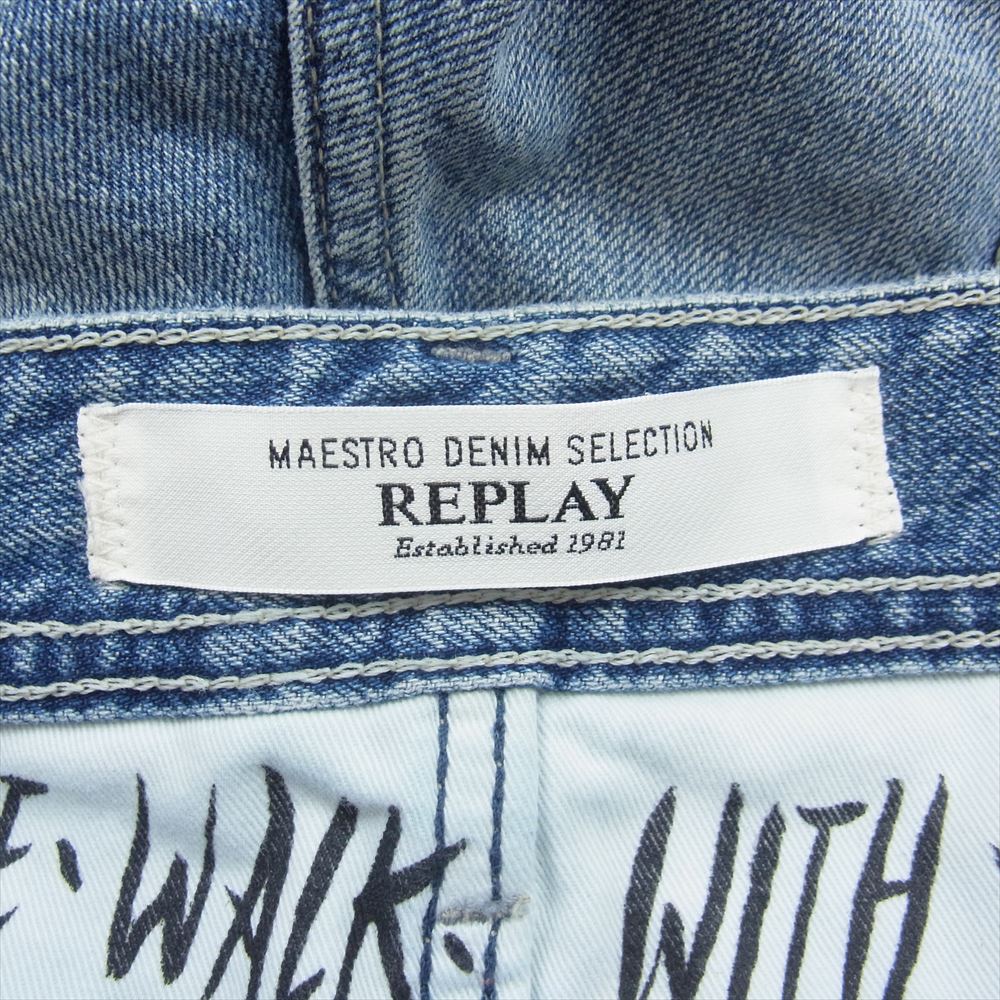 MAESTRO DENIM SELECTION
REPLAY
Established 1981
WALK. WITH